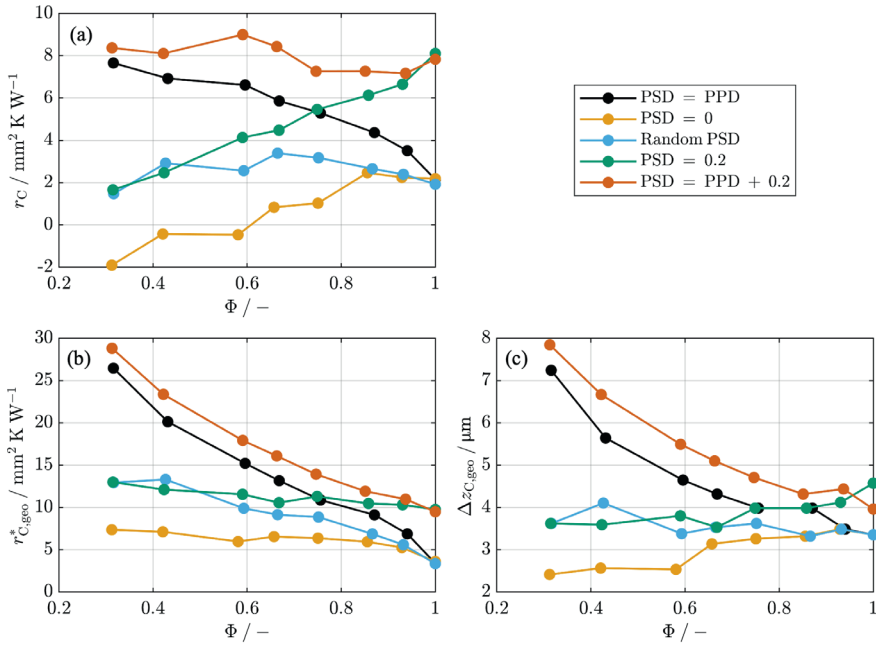 (a)
10
8
6
4
2
0
-2
0.2 0.4 0.6 0.8 1
r_C / mm² K W⁻¹
Φ / −
PSD = PPD
PSD = 0
Random PSD
PSD = 0.2
PSD = PPD + 0.2
(b)
30
25
20
15
10
5
0
0.2 0.4 0.6 0.8 1
r*_C,geo / mm² K W⁻¹
Φ / −
(c)
8
7
6
5
4
3
2
0.2 0.4 0.6 0.8 1
Δz_C,geo / μm
Φ / −